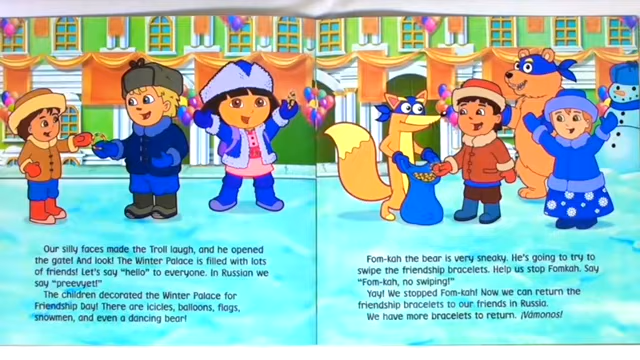 Our silly faces made the Troll laugh, and he opened
the gate! And look! The Winter Palace is filled with lots
of friends! Let's say "hello" to everyone. In Russian we
say "preevyet!"
The children decorated the Winter Palace for
Friendship Day! There are icicles, balloons, flags,
snowmen, and even a dancing bear!
Fom-kah the bear is very sneaky. He's going to try to
swipe the friendship bracelets. Help us stop Fomkah. Say
"Fom-kah, no swiping!"
Yay! We stopped Fom-kah! Now we can return the
friendship bracelets to our friends in Russia.
We have more bracelets to return. ¡Vámonos!